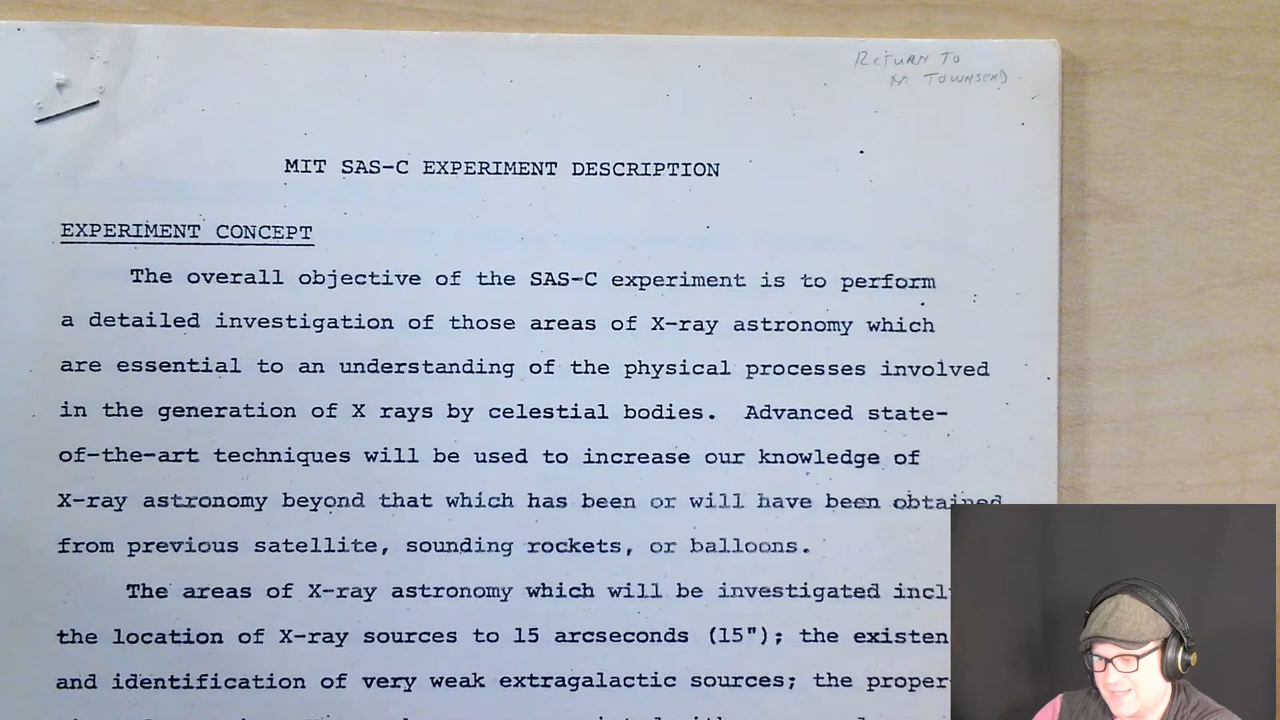 RETURN TO
M TOWNSEND
MIT SAS-C EXPERIMENT DESCRIPTION
EXPERIMENT CONCEPT
The overall objective of the SAS-C experiment is to perform
a detailed investigation of those areas of X-ray astronomy which
are essential to an understanding of the physical processes involved
in the generation of X rays by celestial bodies. Advanced state-
of-the-art techniques will be used to increase our knowledge of
X-ray astronomy beyond that which has been or will have been obtained
from previous satellite, sounding rockets, or balloons.
The areas of X-ray astronomy which will be investigated incl
the location of X-ray sources to 15 arcseconds (15"); the existen
and identification of very weak extragalactic sources; the proper